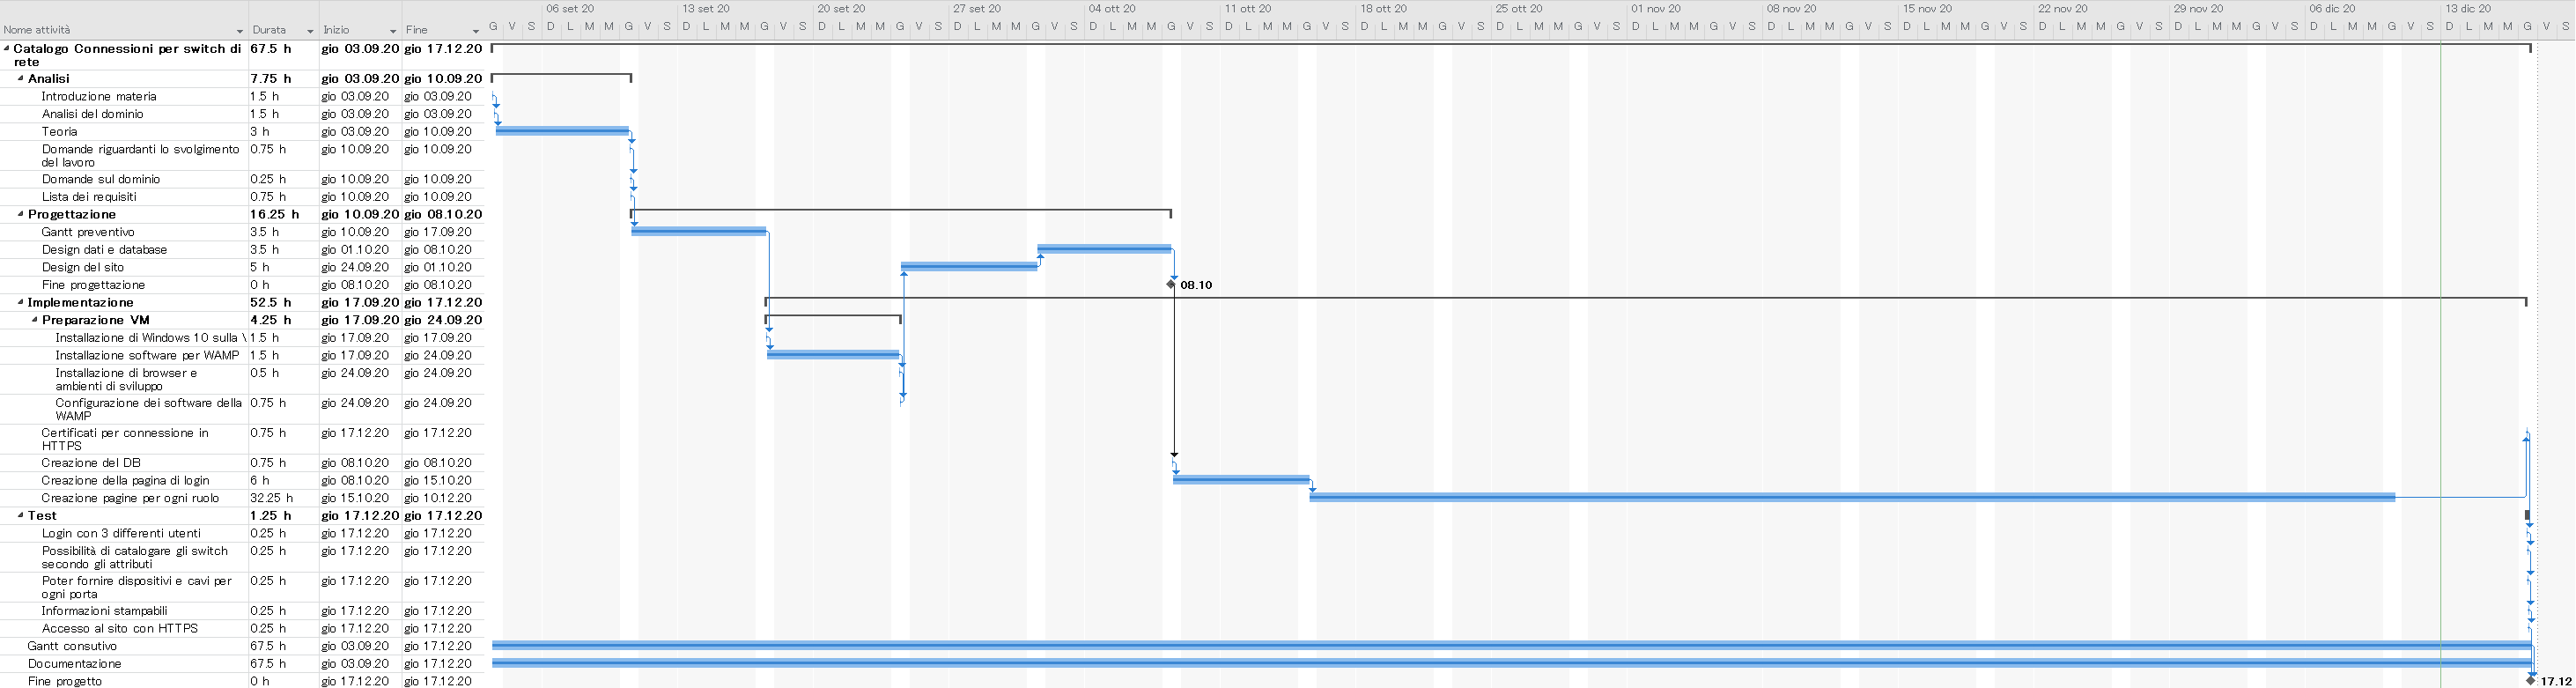 06 set 20 13 set 20 20 set 20 27 set 20 04 ott 20 11 ott 20 18 ott 20 25 ott 20 01 nov 20 08 nov 20 15 nov 20 22 nov 20 29 nov 20 06 dic 20 13 dic 20
Nome attività Durata Inizio Fine G V S D L M M G V S D L M M G V S D L M M G V S D L M M G V S D L M M G V S D L M M G V S D L M M G V S D L M M G V S D L M M G V S D L M M G V S D L M M G V S D L M M G V S D L M M G V S D L M M G V S D L M M G V S
Catalogo Connessioni per switch di 67.5 h gio 03.09.20 gio 17.12.20
rete
Analisi 7.75 h gio 03.09.20 gio 10.09.20
Introduzione materia 1.5 h gio 03.09.20 gio 03.09.20
Analisi del dominio 1.5 h gio 03.09.20 gio 03.09.20
Teoria 3 h gio 03.09.20 gio 10.09.20
Domande riguardanti lo svolgimento 0.75 h gio 10.09.20 gio 10.09.20
del lavoro
Domande sul dominio 0.25 h gio 10.09.20 gio 10.09.20
Lista dei requisiti 0.75 h gio 10.09.20 gio 10.09.20
Progettazione 16.25 h gio 10.09.20 gio 08.10.20
Gantt preventivo 3.5 h gio 10.09.20 gio 17.09.20
Design dati e database 3.5 h gio 01.10.20 gio 08.10.20
Design del sito 5 h gio 24.09.20 gio 01.10.20
Fine progettazione 0 h gio 08.10.20 gio 08.10.20 08.10
Implementazione 52.5 h gio 17.09.20 gio 17.12.20
Preparazione VM 4.25 h gio 17.09.20 gio 24.09.20
Installazione di Windows 10 sulla 1.5 h gio 17.09.20 gio 17.09.20
Installazione software per WAMP 1.5 h gio 17.09.20 gio 24.09.20
Installazione di browser e 0.5 h gio 24.09.20 gio 24.09.20
ambienti di sviluppo
Configurazione dei software della 0.75 h gio 24.09.20 gio 24.09.20
WAMP
Certificati per connessione in 0.75 h gio 17.12.20 gio 17.12.20
HTTPS
Creazione del DB 0.75 h gio 08.10.20 gio 08.10.20
Creazione della pagina di login 6 h gio 08.10.20 gio 15.10.20
Creazione pagine per ogni ruolo 32.25 h gio 15.10.20 gio 10.12.20
Test 1.25 h gio 17.12.20 gio 17.12.20
Login con 3 differenti utenti 0.25 h gio 17.12.20 gio 17.12.20
Possibilità di catalogare gli switch 0.25 h gio 17.12.20 gio 17.12.20
secondo gli attributi
Poter fornire dispositivi e cavi per 0.25 h gio 17.12.20 gio 17.12.20
ogni porta
Informazioni stampabili 0.25 h gio 17.12.20 gio 17.12.20
Accesso al sito con HTTPS 0.25 h gio 17.12.20 gio 17.12.20
Gantt consutivo 67.5 h gio 03.09.20 gio 17.12.20
Documentazione 67.5 h gio 03.09.20 gio 17.12.20
Fine progetto 0 h gio 17.12.20 gio 17.12.20 17.12